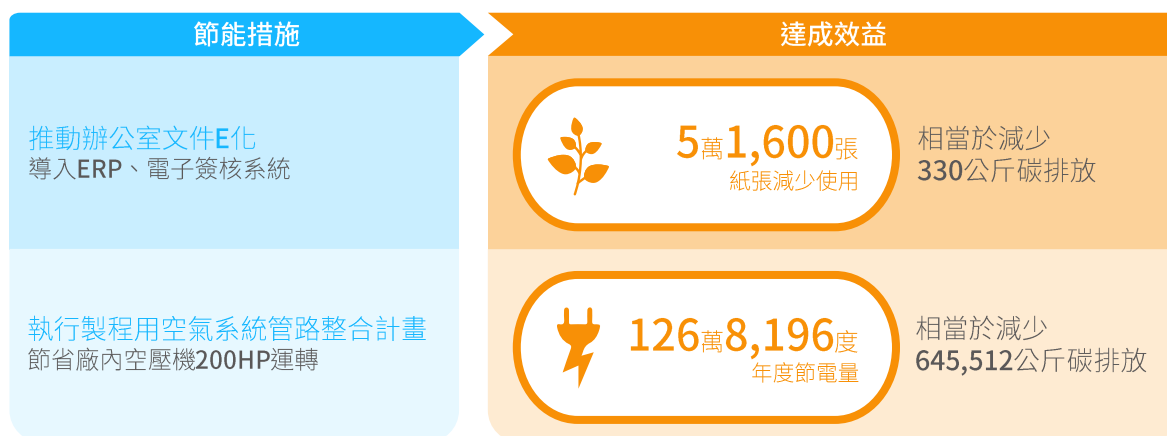 節能措施
達成效益
推動辦公室文件E化
導入ERP、電子簽核系統
5萬1,600張
紙張減少使用
相當於減少
330公斤碳排放
執行製程用空氣系統管路整合計畫
節省廠內空壓機200HP運轉
126萬8,196度
年度節電量
相當於減少
645,512公斤碳排放